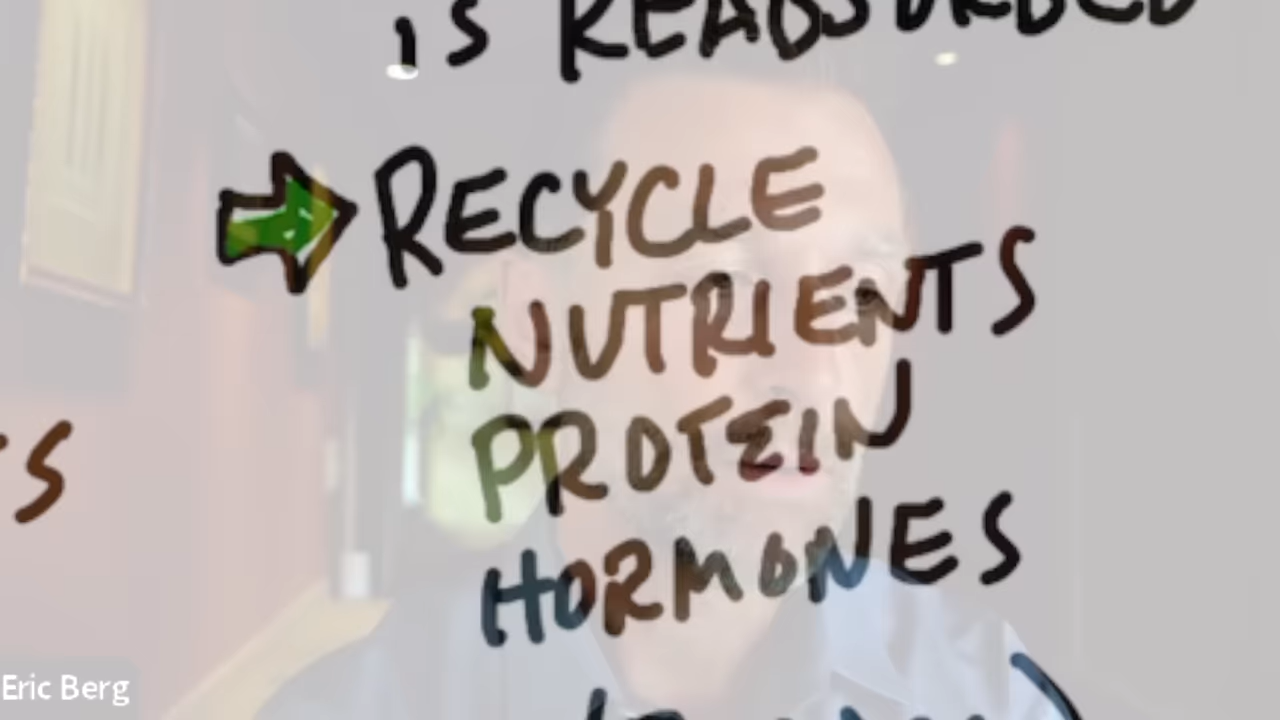 IS REABSORBED
RECYCLE
NUTRIENTS
PROTEIN
HORMONES
S
Eric Berg